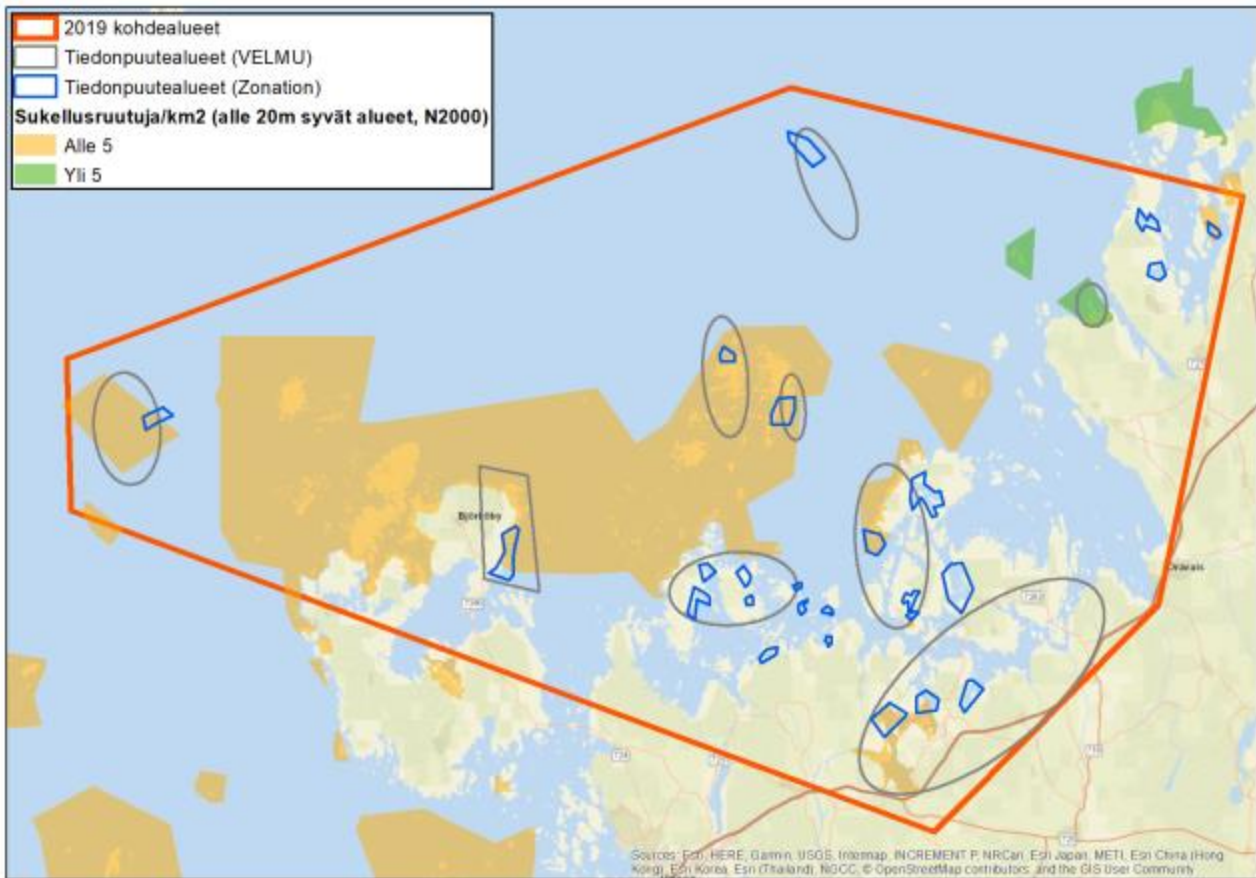 2019 kohdealueet
Tiedonpuutealueet (VELMU)
Tiedonpuutealueet (Zonation)
Sukellusruutuja/km2 (alle 20m syvät alueet, N2000)
Alle 5
Yli 5
Björköby
Oravais
724
Sources: Esri, HERE, Garmin, USGS, Intermap, INCREMENT P, NRCan, Esri Japan, METI, Esri China (Hong
Kong), Esri Korea, Esri (Thailand), NGCC, © OpenStreetMap contributors, and the GIS User Community